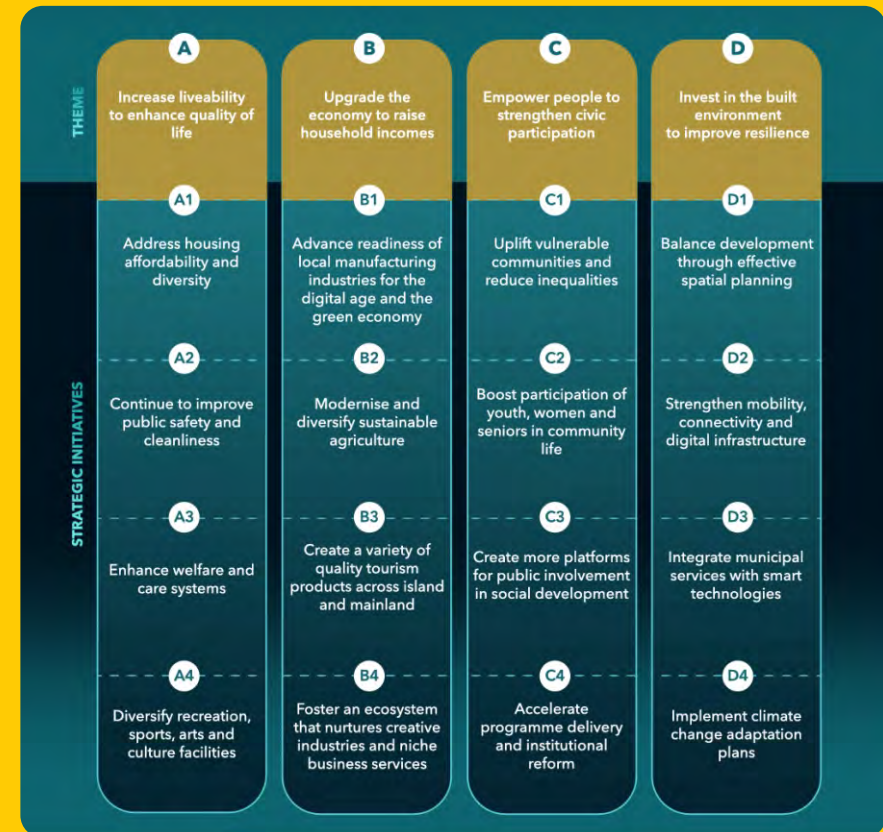 THEME
A
Increase liveability
to enhance quality of
life
B
Upgrade the
economy to raise
household incomes
C
Empower people to
strengthen civic
participation
D
Invest in the built
environment
to improve resilience
STRATEGIC INITIATIVES
A1
Address housing
affordability and
diversity
B1
Advance readiness of
local manufacturing
industries for the
digital age and the
green economy
C1
Uplift vulnerable
communities and
reduce inequalities
D1
Balance development
through effective
spatial planning
A2
Continue to improve
public safety and
cleanliness
B2
Modernise and
diversify sustainable
agriculture
C2
Boost participation of
youth, women and
seniors in community
life
D2
Strengthen mobility,
connectivity and
digital infrastructure
A3
Enhance welfare and
care systems
B3
Create a variety of
quality tourism
products across island
and mainland
C3
Create more platforms
for public involvement
in social development
D3
Integrate municipal
services with smart
technologies
A4
Diversify recreation,
sports, arts and
culture facilities
B4
Foster an ecosystem
that nurtures creative
industries and niche
business services
C4
Accelerate
programme delivery
and institutional
reform
D4
Implement climate
change adaptation
plans